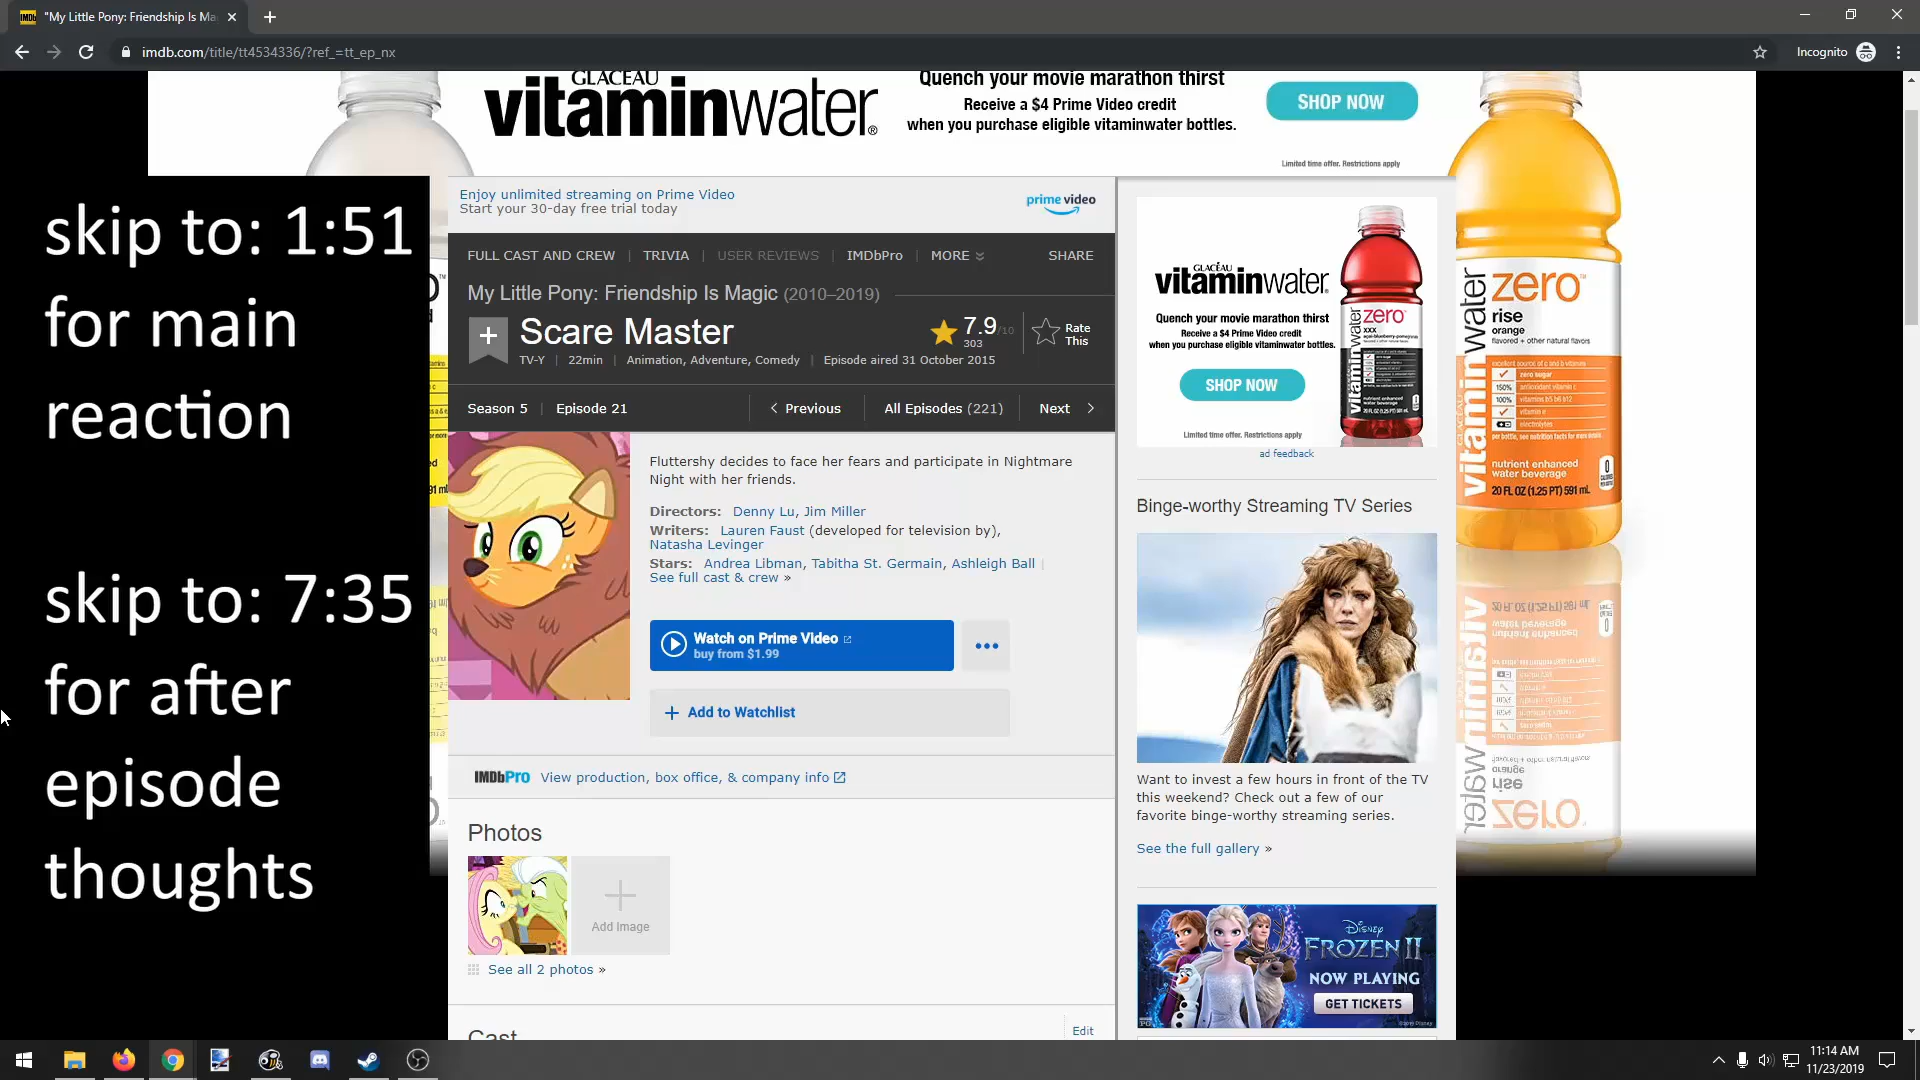 "My Little Pony: Friendship Is Ma
imdb.com/title/tt4534336/?ref_=tt_ep_nx
Incognito
GLACEAU
vitaminwater®
Quench your movie marathon thirst
Receive a $4 Prime Video credit
when you purchase eligible vitaminwater bottles.
SHOP NOW
Limited time offer. Restrictions apply
skip to: 1:51
for main
reaction
skip to: 7:35
for after
episode
thoughts
Enjoy unlimited streaming on Prime Video
Start your 30-day free trial today
prime video
FULL CAST AND CREW
TRIVIA
USER REVIEWS
IMDbPro
MORE
SHARE
My Little Pony: Friendship Is Magic (2010–2019)
Scare Master
7.9/10
303
Rate
This
TV-Y | 22min | Animation, Adventure, Comedy | Episode aired 31 October 2015
Season 5 | Episode 21
Previous
All Episodes (221)
Next
Fluttershy decides to face her fears and participate in Nightmare
Night with her friends.
Directors: Denny Lu, Jim Miller
Writers: Lauren Faust (developed for television by),
Natasha Levinger
Stars: Andrea Libman, Tabitha St. Germain, Ashleigh Ball |
See full cast & crew »
Watch on Prime Video
buy from $1.99
Add to Watchlist
IMDbPro View production, box office, & company info
Photos
Add Image
See all 2 photos »
Cast
Edit
GLACEAU
vitaminwater®
Quench your movie marathon thirst
Receive a $4 Prime Video credit
when you purchase eligible vitaminwater bottles.
SHOP NOW
Limited time offer. Restrictions apply
vitaminwater
zero
xxx
ad feedback
Binge-worthy Streaming TV Series
Want to invest a few hours in front of the TV
this weekend? Check out a few of our
favorite binge-worthy streaming series.
See the full gallery »
Disney
FROZEN II
NOW PLAYING
GET TICKETS
vitaminwater
zero™
rise
orange
flavored + other natural flavors
nutrient enhanced
water beverage
20 FL OZ (1.25 PT) 591 mL
0
11:14 AM
11/23/2019